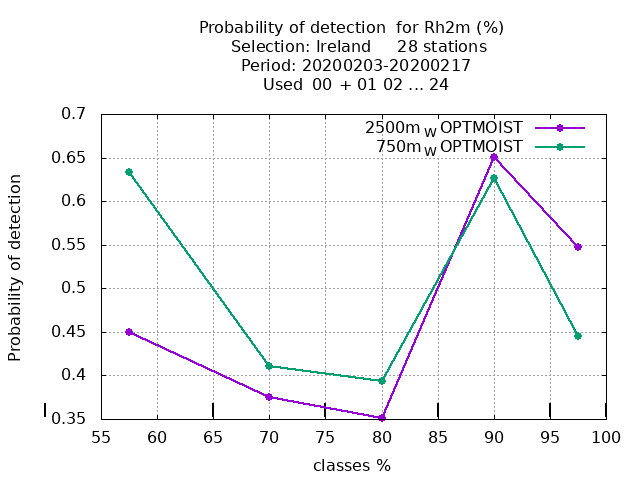 Probability of detection for Rh2m (%)
Selection: Ireland 28 stations
Period: 20200203-20200217
Used 00 + 01 02 ... 24
2500m W OPTMOIST
750m W OPTMOIST
Probability of detection
0.7
0.65
0.6
0.55
0.5
0.45
0.4
0.35
55 60 65 70 75 80 85 90 95 100
classes %